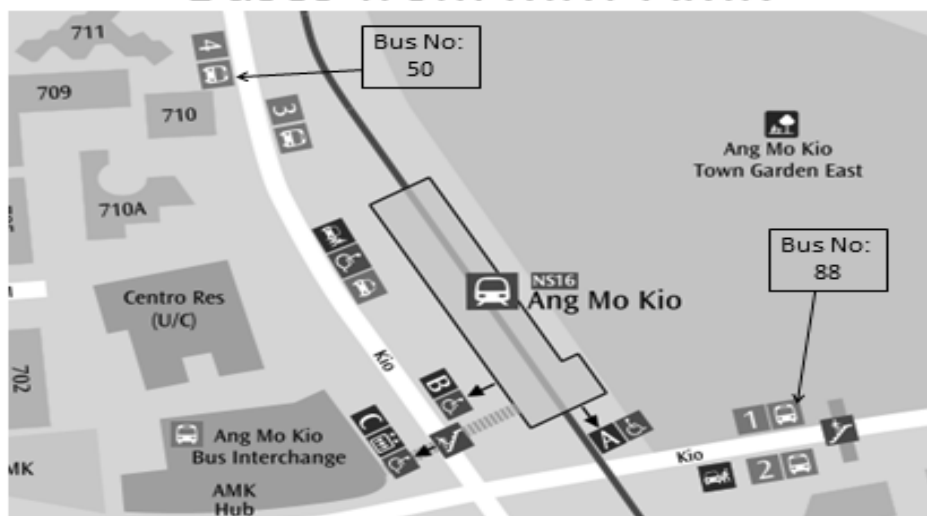 711
4
Bus No:
50
709
710
3
Ang Mo Kio
Town Garden East
710A
Bus No:
88
NS16
Ang Mo Kio
Centro Res
(U/C)
Kio
702
B
1
C
A
Ang Mo Kio
Bus Interchange
Kio
2
AMK
Hub